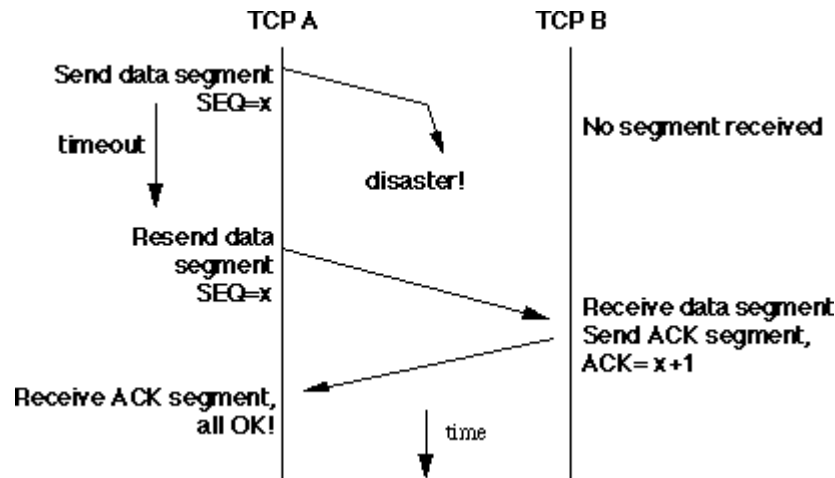 TCP A
TCP B
Send data segment
SEQ=x
timeout
No segment received
disaster!
Resend data
segment
SEQ=x
Receive data segment
Send ACK segment,
ACK= x+1
Receive ACK segment,
all OK!
time